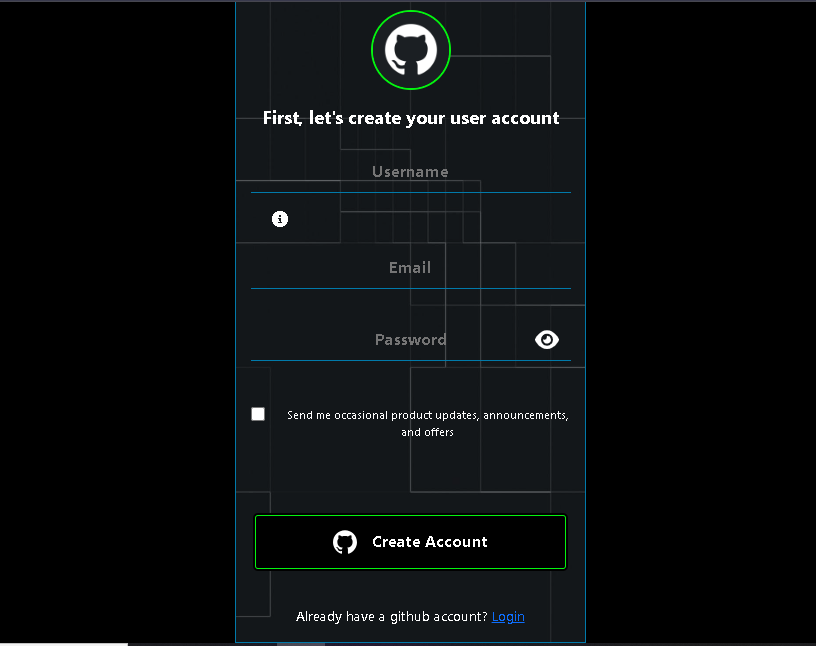 First, let's create your user account
Username
Email
Password
Send me occasional product updates, announcements,
and offers
Create Account
Already have a github account? Login